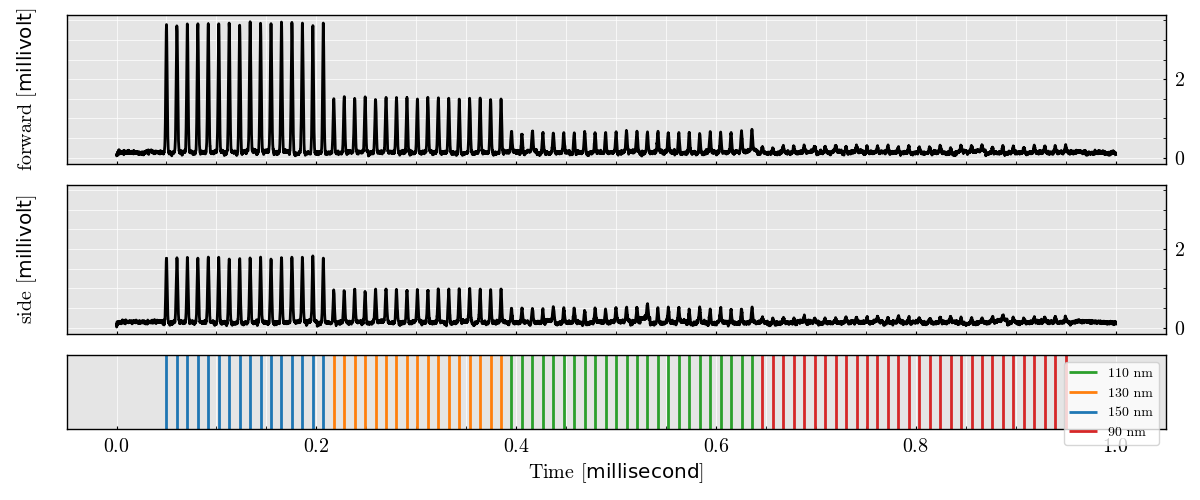 forward [millivolt]
2
0
side [millivolt]
2
0
110 nm
130 nm
150 nm
90 nm
0.0 0.2 0.4 0.6 0.8 1.0
Time [millisecond]